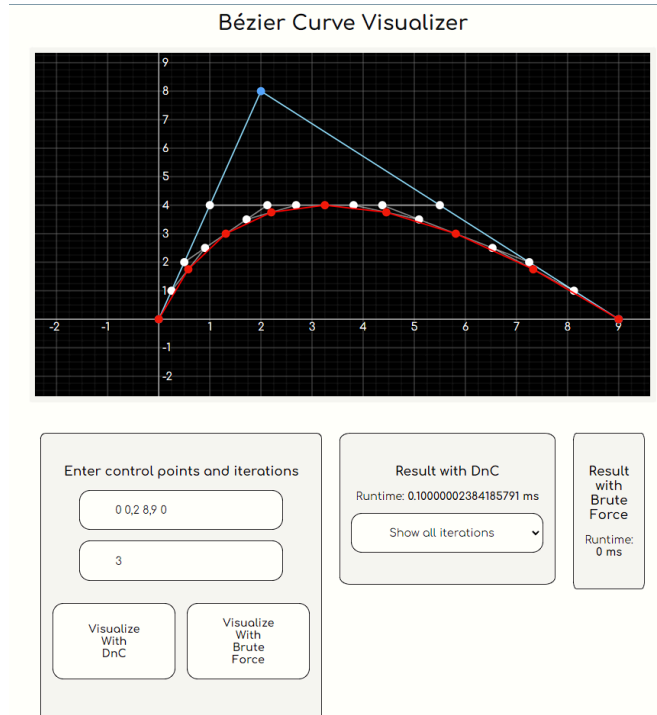 Bézier Curve Visualizer
9
8
7
6
5
4
3
2
1
-2 -1 1 2 3 4 5 6 7 8 9
-1
-2
Enter control points and iterations
0 0,2 8,9 0
3
Visualize
With
DnC
Visualize
With
Brute
Force
Result with DnC
Runtime: 0.10000002384185791 ms
Show all iterations
Result
with
Brute
Force
Runtime:
0 ms